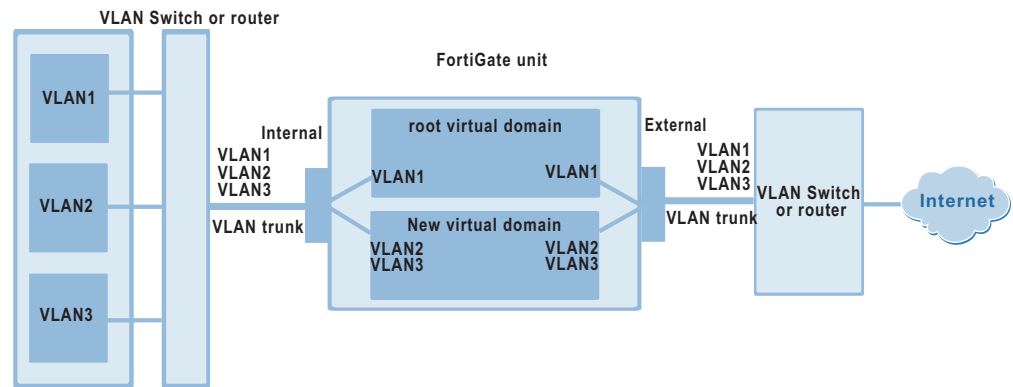 VLAN Switch or router
VLAN1
VLAN2
VLAN3
Internal
VLAN1
VLAN2
VLAN3
VLAN trunk
FortiGate unit
root virtual domain
VLAN1
VLAN1
New virtual domain
VLAN2
VLAN3
VLAN2
VLAN3
External
VLAN1
VLAN2
VLAN3
VLAN trunk
VLAN Switch
or router
Internet